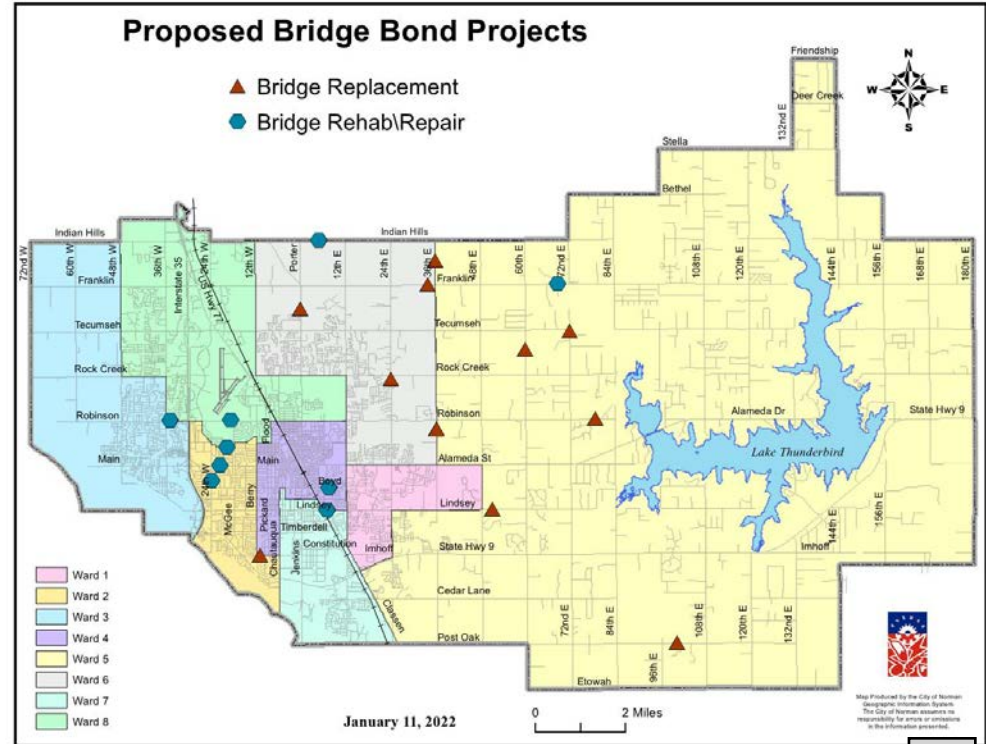 Proposed Bridge Bond Projects
Bridge Replacement
Bridge Rehab\Repair
N
W
E
S
Friendship
Deer Creek
132nd E
Stella
Bethel
Indian Hills
Indian Hills
72nd W
60th W
48th W
36th W
Interstate 35
24th W
US Hwy 77
12th W
Porter
12th E
24th E
36th E
48th E
60th E
72nd E
84th E
108th E
120th E
144th E
156th E
168th E
180th E
Franklin
Franklin
Tecumseh
Tecumseh
Rock Creek
Rock Creek
Robinson
Robinson
Flood
Alameda Dr
State Hwy 9
Main
Main
Alameda St
Lake Thunderbird
24th W
McGee
Berry
Pickard
Chautauqua
Boyd
Lindsey
Lindsey
Timberdell
Constitution
Jenkins
Imhoff
State Hwy 9
144th E
156th E
Imhoff
Cedar Lane
Classen
Post Oak
72nd E
84th E
96th E
108th E
120th E
132nd E
Etowah
Ward 1
Ward 2
Ward 3
Ward 4
Ward 5
Ward 6
Ward 7
Ward 8
January 11, 2022
0
2 Miles
Map Produced by the City of Norman
Geographic Information System.
The City of Norman assumes no
responsibility for errors or omissions
in the information presented.